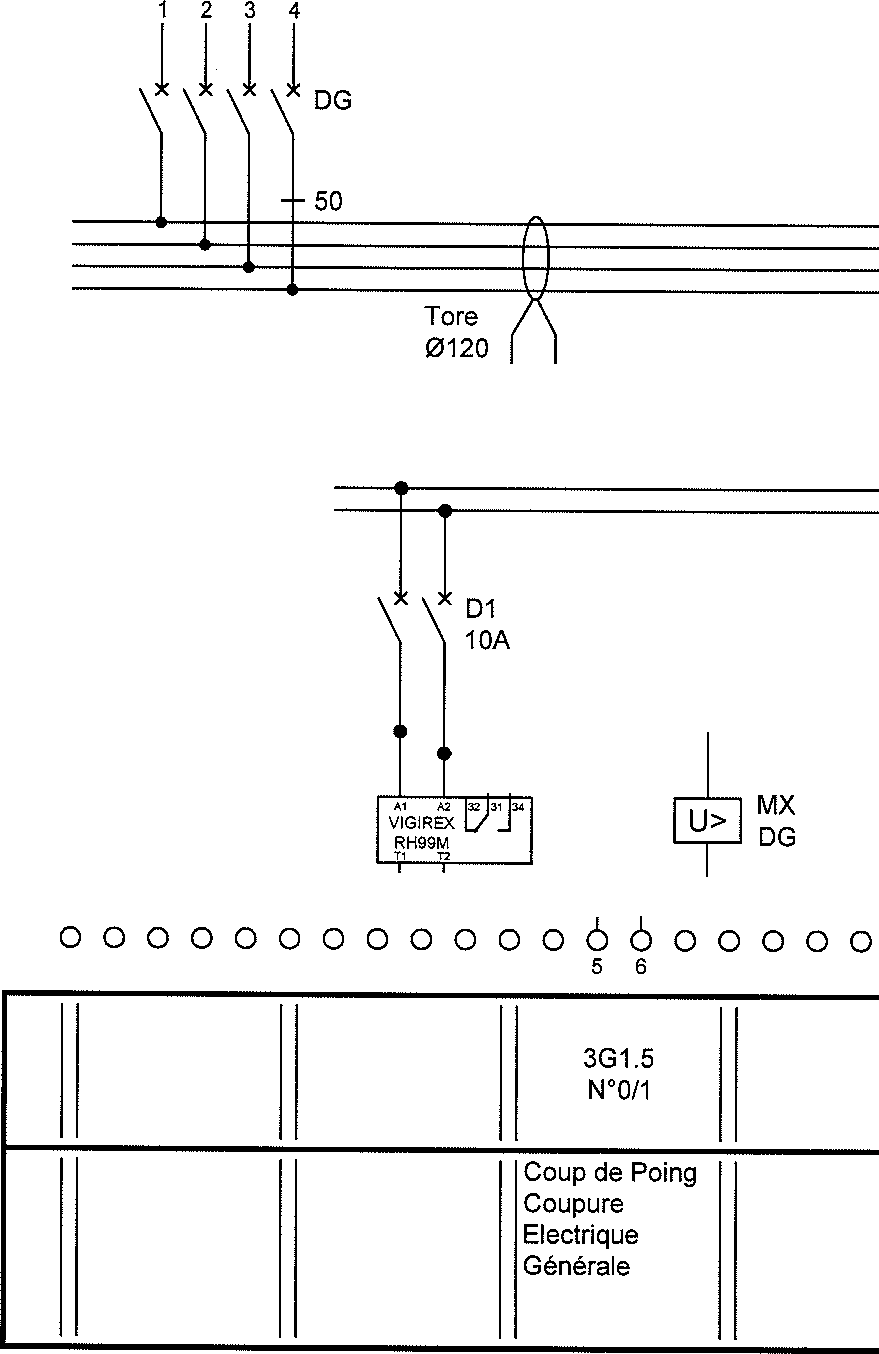 1 2 3 4
DG
50
Tore
Ø120
D1
10A
A1 A2 32 31 34
VIGIREX
RH99M
T1 T2
U>
MX
DG
5 6
3G1.5
N°0/1
Coup de Poing
Coupure
Electrique
Générale